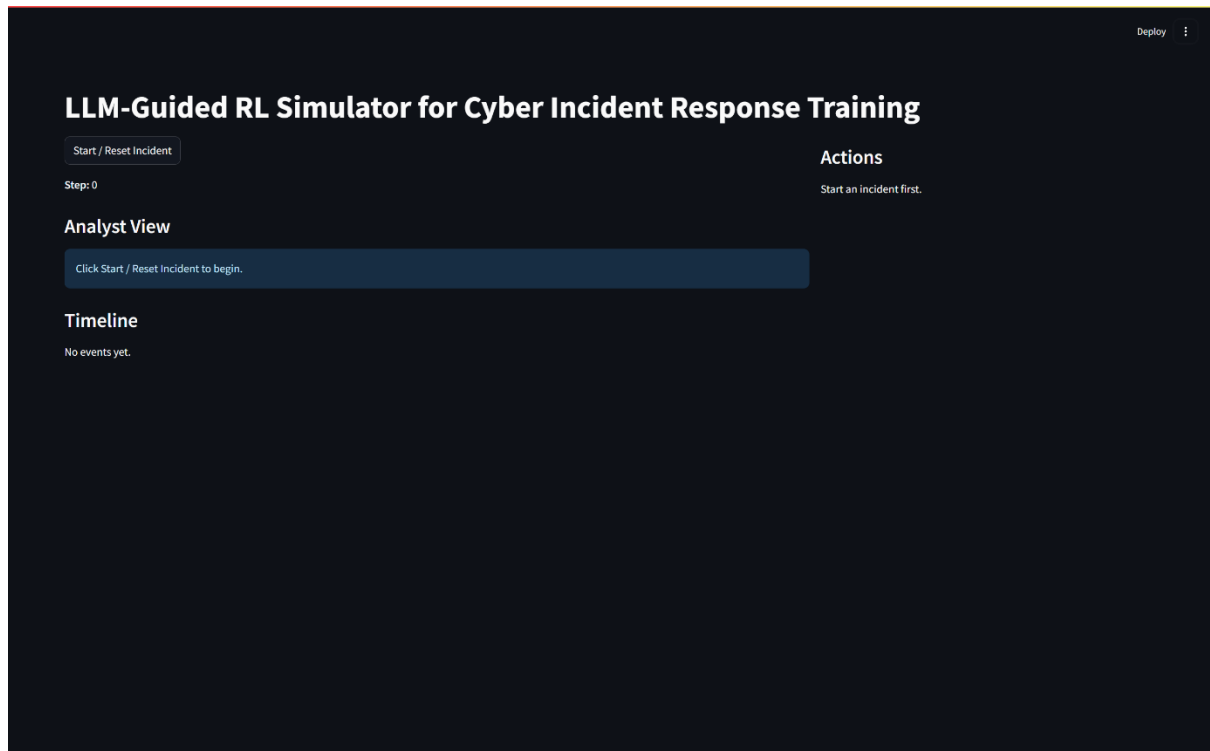 Deploy
LLM-Guided RL Simulator for Cyber Incident Response Training
Start / Reset Incident
Step: 0
Analyst View
Click Start / Reset Incident to begin.
Timeline
No events yet.
Actions
Start an incident first.